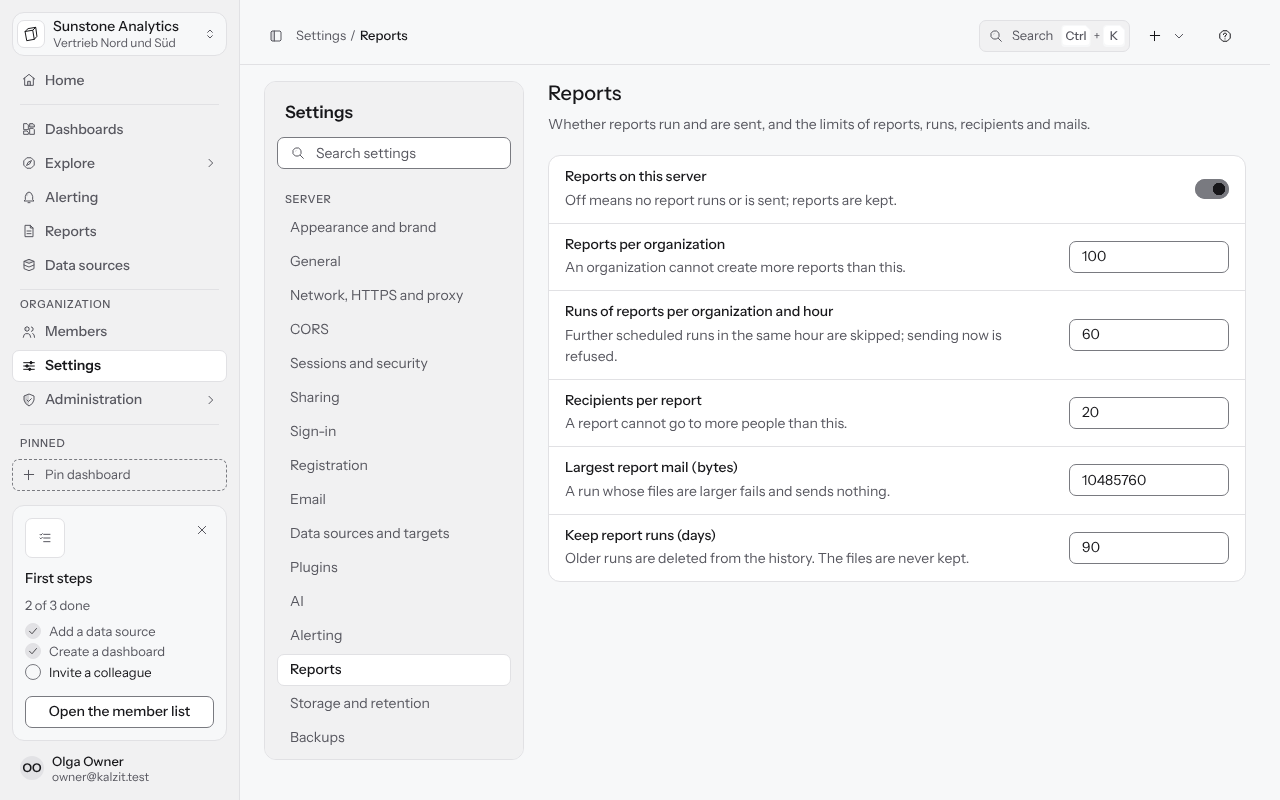 Sunstone Analytics
Vertrieb Nord und Süd
Home
Dashboards
Explore
Alerting
Reports
Data sources
ORGANIZATION
Members
Settings
Administration
PINNED
Pin dashboard
First steps
2 of 3 done
Add a data source
Create a dashboard
Invite a colleague
Open the member list
OO
Olga Owner
owner@kalzit.test
Settings / Reports
Search Ctrl + K
Settings
Search settings
SERVER
Appearance and brand
General
Network, HTTPS and proxy
CORS
Sessions and security
Sharing
Sign-in
Registration
Email
Data sources and targets
Plugins
AI
Alerting
Reports
Storage and retention
Backups
Reports
Whether reports run and are sent, and the limits of reports, runs, recipients and mails.
Reports on this server
Off means no report runs or is sent; reports are kept.
Reports per organization
An organization cannot create more reports than this.
100
Runs of reports per organization and hour
Further scheduled runs in the same hour are skipped; sending now is
refused.
60
Recipients per report
A report cannot go to more people than this.
20
Largest report mail (bytes)
A run whose files are larger fails and sends nothing.
10485760
Keep report runs (days)
Older runs are deleted from the history. The files are never kept.
90